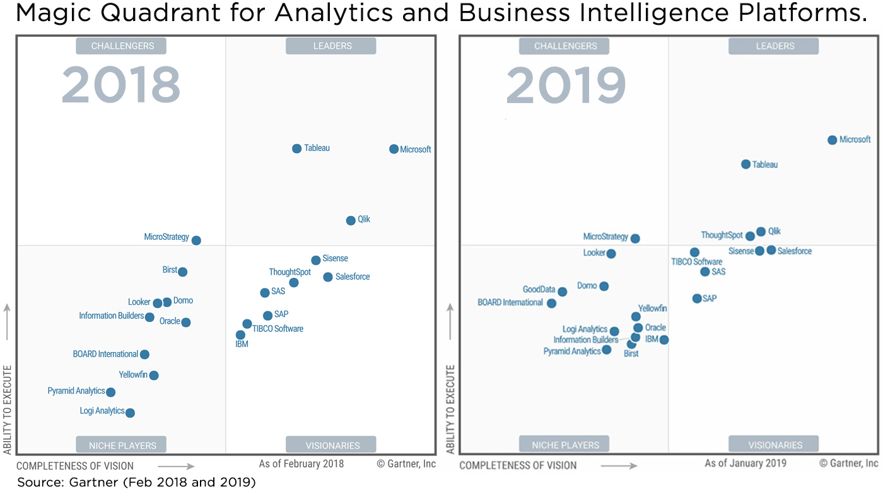 Magic Quadrant for Analytics and Business Intelligence Platforms.
CHALLENGERS
LEADERS
2018
Tableau
Microsoft
Qlik
MicroStrategy
Sisense
Birst
ThoughtSpot
Salesforce
SAS
Looker
Domo
Information Builders
Oracle
SAP
TIBCO Software
IBM
BOARD International
Yellowfin
Pyramid Analytics
Logi Analytics
NICHE PLAYERS
VISIONARIES
ABILITY TO EXECUTE
COMPLETENESS OF VISION
As of February 2018
© Gartner, Inc
CHALLENGERS
LEADERS
2019
Microsoft
Tableau
Qlik
ThoughtSpot
MicroStrategy
Looker
Sisense
Salesforce
TIBCO Software
SAS
Domo
GoodData
BOARD International
SAP
Yellowfin
Logi Analytics
Oracle
Information Builders
IBM
Pyramid Analytics
Birst
NICHE PLAYERS
VISIONARIES
ABILITY TO EXECUTE
COMPLETENESS OF VISION
As of January 2019
© Gartner, Inc
Source: Gartner (Feb 2018 and 2019)